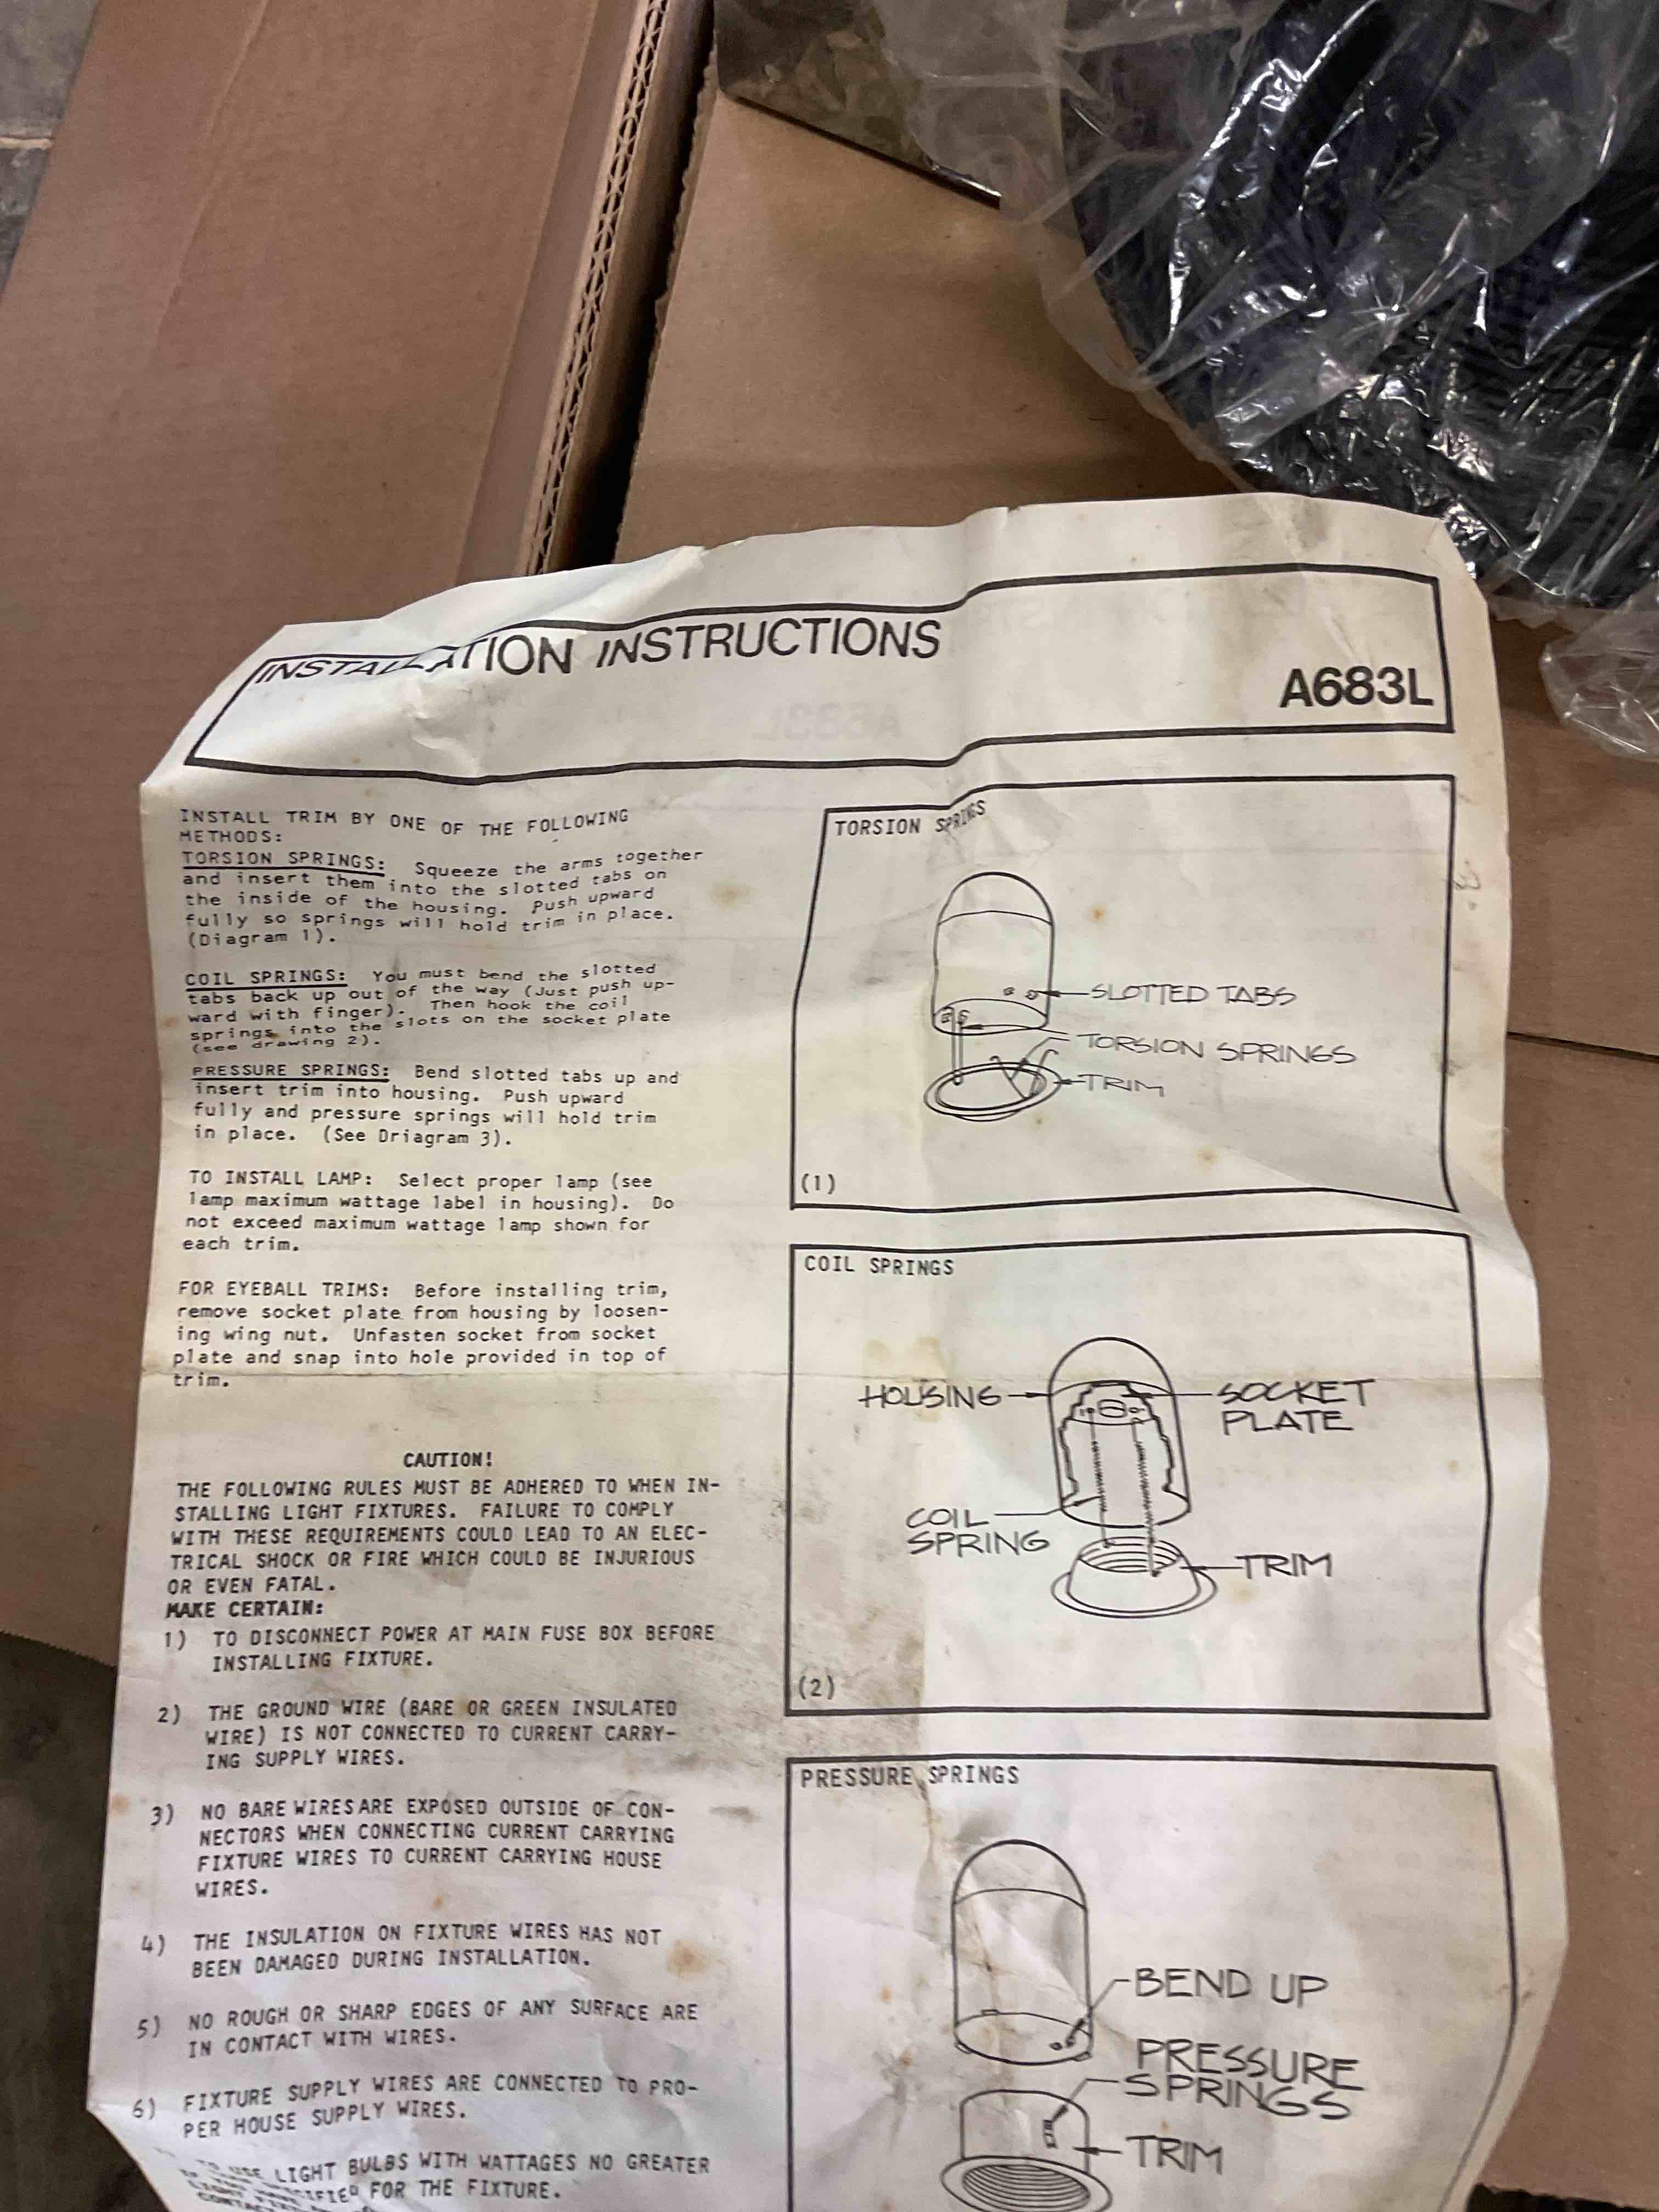 INSTALLATION INSTRUCTIONS
A683L
INSTALL TRIM BY ONE OF THE FOLLOWING
METHODS:
TORSION SPRINGS: Squeeze the arms together
and insert them into the slotted tabs on
the inside of the housing. Push upward
fully so springs will hold trim in place.
(Diagram 1).
COIL SPRINGS: You must bend the slotted
tabs back up out of the way (Just push up-
ward with finger). Then hook the coil
springs into the slots on the socket plate
(see drawing 2).
PRESSURE SPRINGS: Bend slotted tabs up and
insert trim into housing. Push upward
fully and pressure springs will hold trim
in place. (See Driagram 3).
TO INSTALL LAMP: Select proper lamp (see
lamp maximum wattage label in housing). Do
not exceed maximum wattage lamp shown for
each trim.
FOR EYEBALL TRIMS: Before installing trim,
remove socket plate from housing by loosen-
ing wing nut. Unfasten socket from socket
plate and snap into hole provided in top of
trim.
CAUTION!
THE FOLLOWING RULES MUST BE ADHERED TO WHEN IN-
STALLING LIGHT FIXTURES. FAILURE TO COMPLY
WITH THESE REQUIREMENTS COULD LEAD TO AN ELEC-
TRICAL SHOCK OR FIRE WHICH COULD BE INJURIOUS
OR EVEN FATAL.
MAKE CERTAIN:
1) TO DISCONNECT POWER AT MAIN FUSE BOX BEFORE
INSTALLING FIXTURE.
2) THE GROUND WIRE (BARE OR GREEN INSULATED
WIRE) IS NOT CONNECTED TO CURRENT CARRY-
ING SUPPLY WIRES.
3) NO BARE WIRES ARE EXPOSED OUTSIDE OF CON-
NECTORS WHEN CONNECTING CURRENT CARRYING
FIXTURE WIRES TO CURRENT CARRYING HOUSE
WIRES.
4) THE INSULATION ON FIXTURE WIRES HAS NOT
BEEN DAMAGED DURING INSTALLATION.
5) NO ROUGH OR SHARP EDGES OF ANY SURFACE ARE
IN CONTACT WITH WIRES.
6) FIXTURE SUPPLY WIRES ARE CONNECTED TO PRO-
PER HOUSE SUPPLY WIRES.
TO USE LIGHT BULBS WITH WATTAGES NO GREATER
FOR THE FIXTURE.
TORSION SPRINGS
SLOTTED TABS
TORSION SPRINGS
TRIM
(1)
COIL SPRINGS
HOUSING
SOCKET
PLATE
COIL
SPRING
TRIM
(2)
PRESSURE SPRINGS
BEND UP
PRESSURE
SPRINGS
TRIM